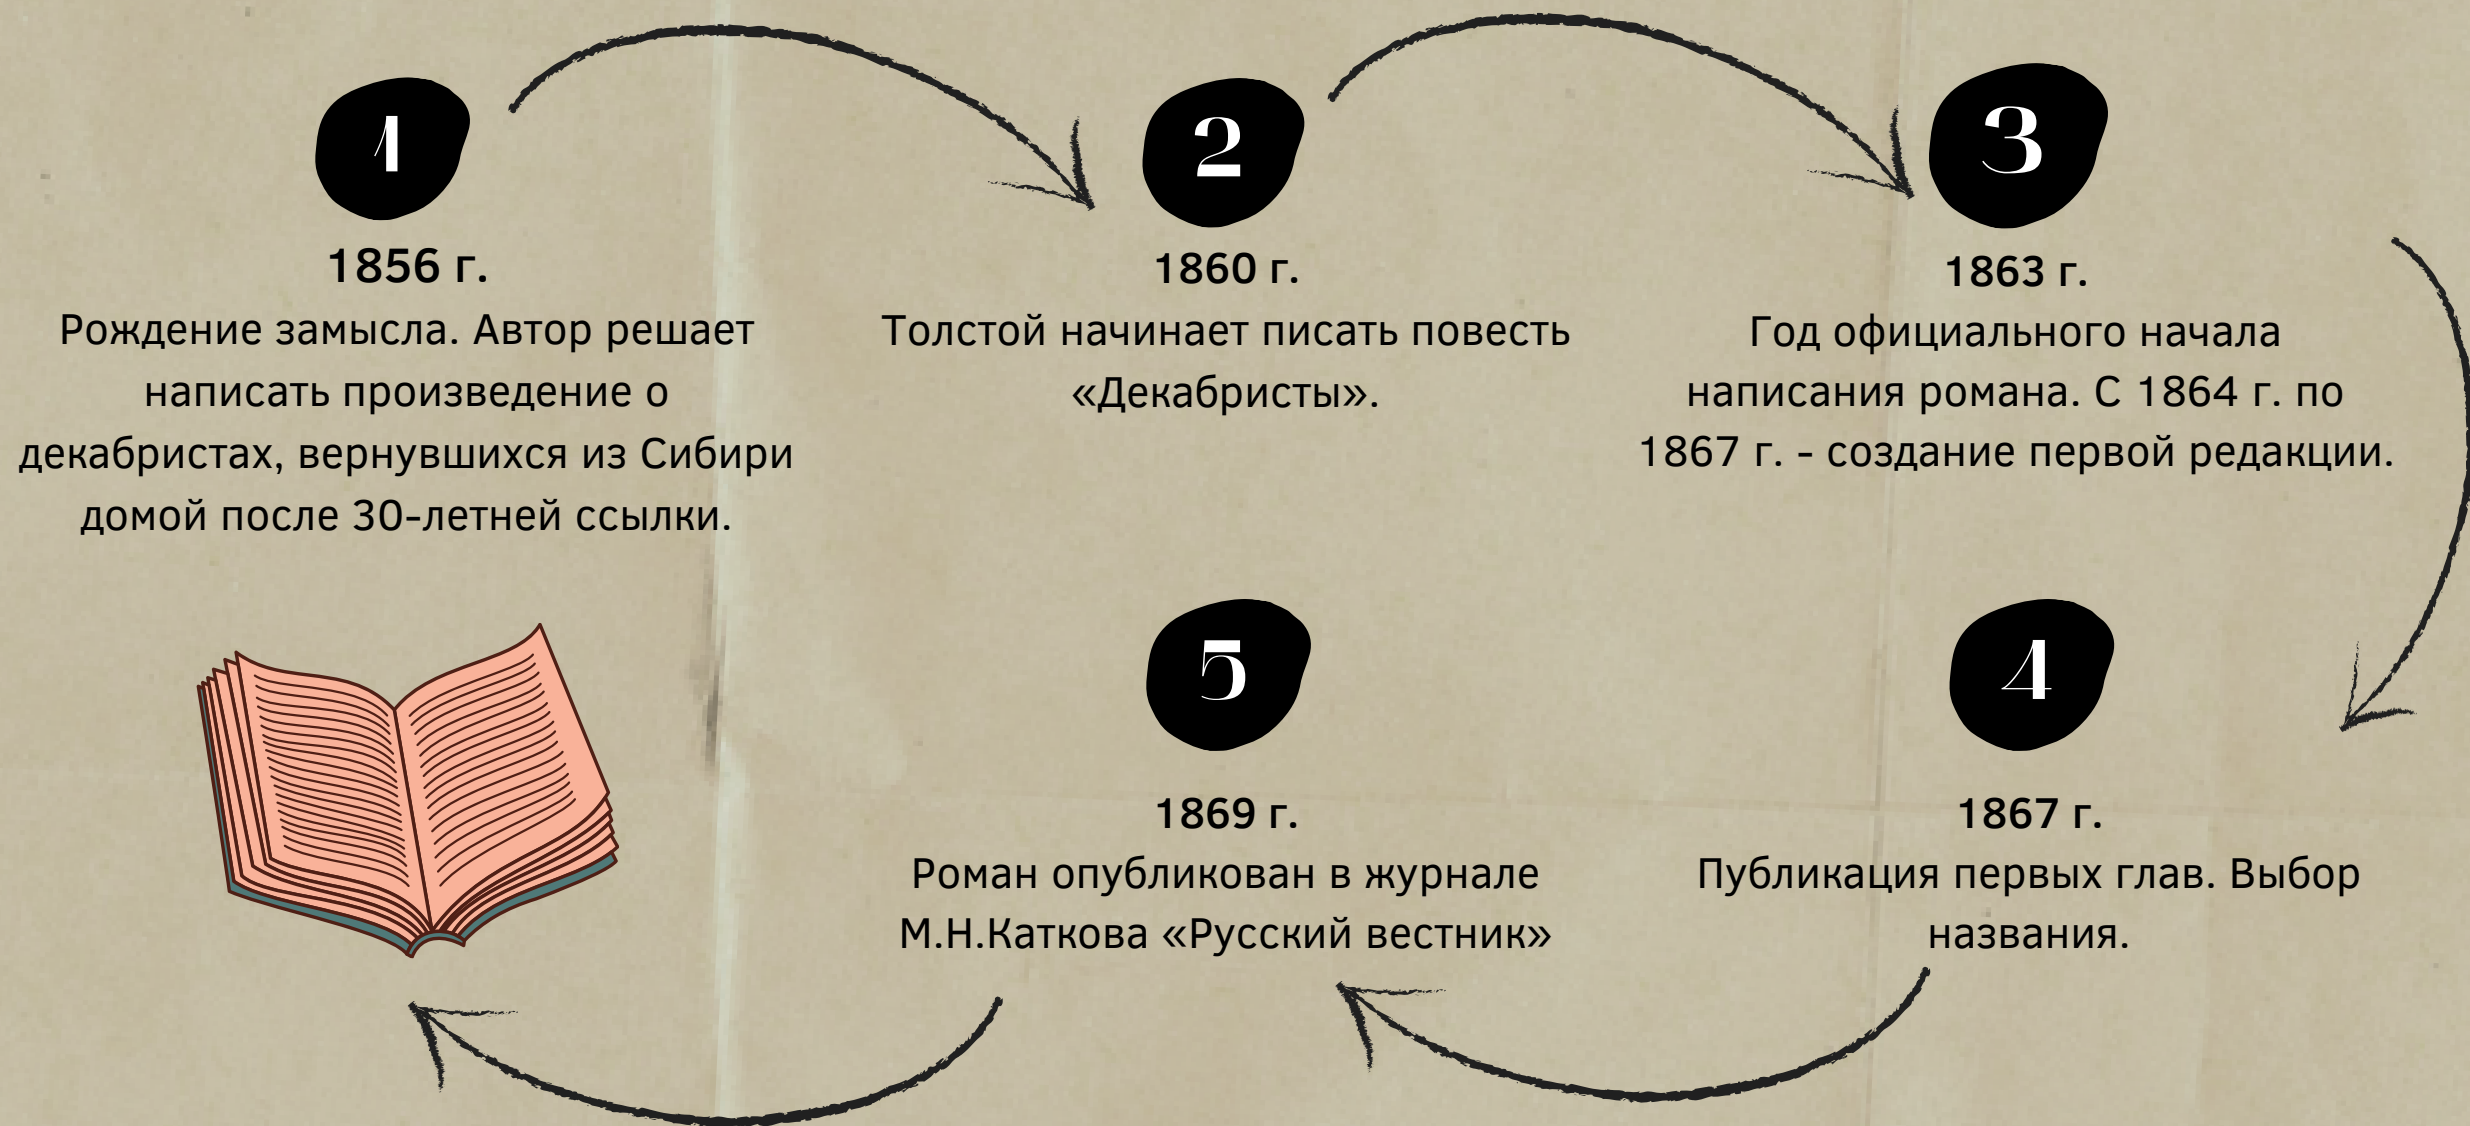 1
1856 г.
Рождение замысла. Автор решает
написать произведение о
декабристах, вернувшихся из Сибири
домой после 30-летней ссылки.
2
1860 г.
Толстой начинает писать повесть
«Декабристы».
3
1863 г.
Год официального начала
написания романа. С 1864 г. по
1867 г. - создание первой редакции.
4
1867 г.
Публикация первых глав. Выбор
названия.
5
1869 г.
Роман опубликован в журнале
М.Н.Каткова «Русский вестник»